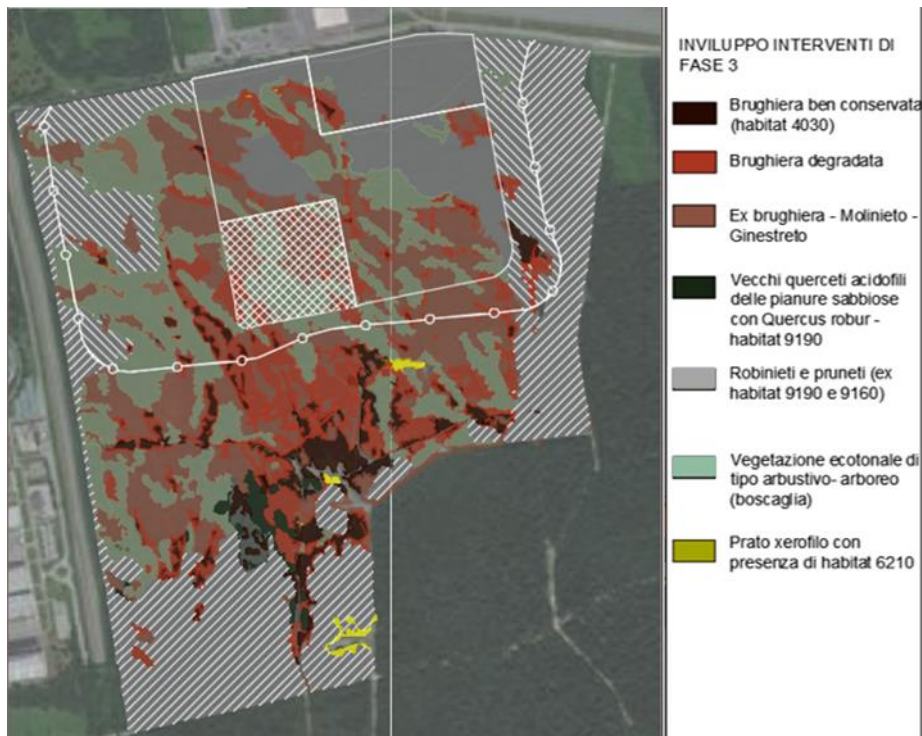 INVILUPPO INTERVENTI DI
FASE 3
Brughiera ben conservata
(habitat 4030)
Brughiera degradata
Ex brughiera - Molinieto -
Ginestreto
Vecchi querceti acidofili
delle pianure sabbiose
con Quercus robur -
habitat 9190
Robinieti e pruneti (ex
habitat 9190 e 9160)
Vegetazione ecotonale di
tipo arbustivo- arboreo
(boscaglia)
Prato xerofilo con
presenza di habitat 6210